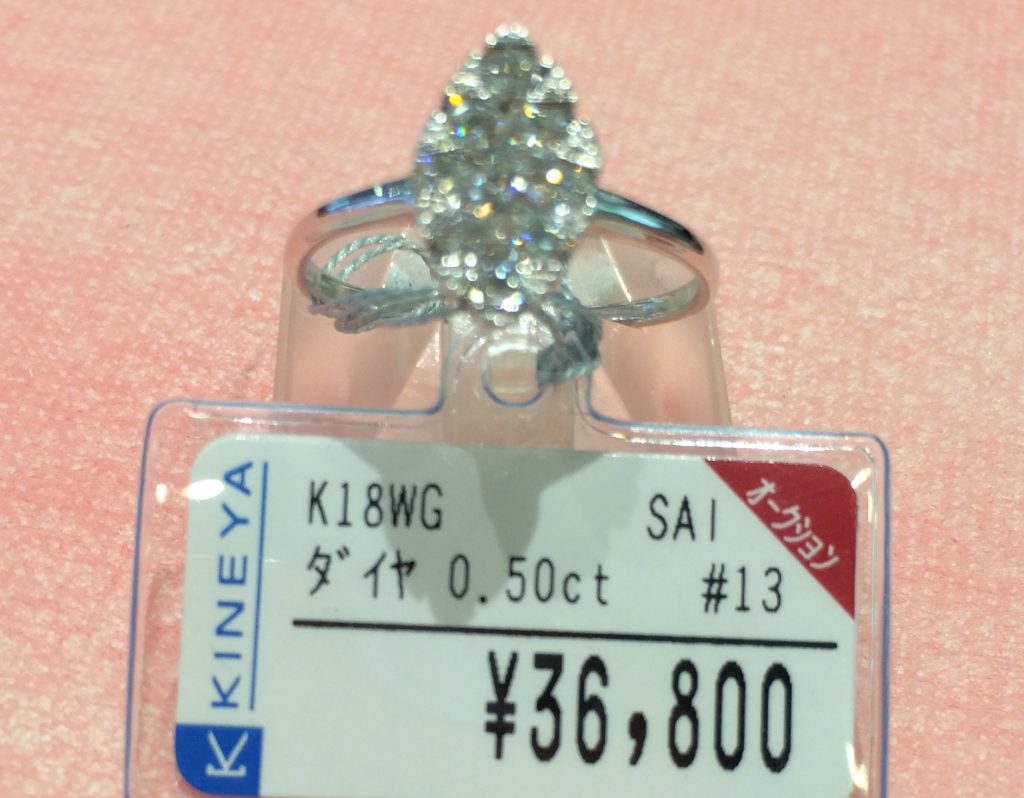 K18WG SAI
オークション
ダイヤ 0.50ct #13
¥36,800
KINEYA
K